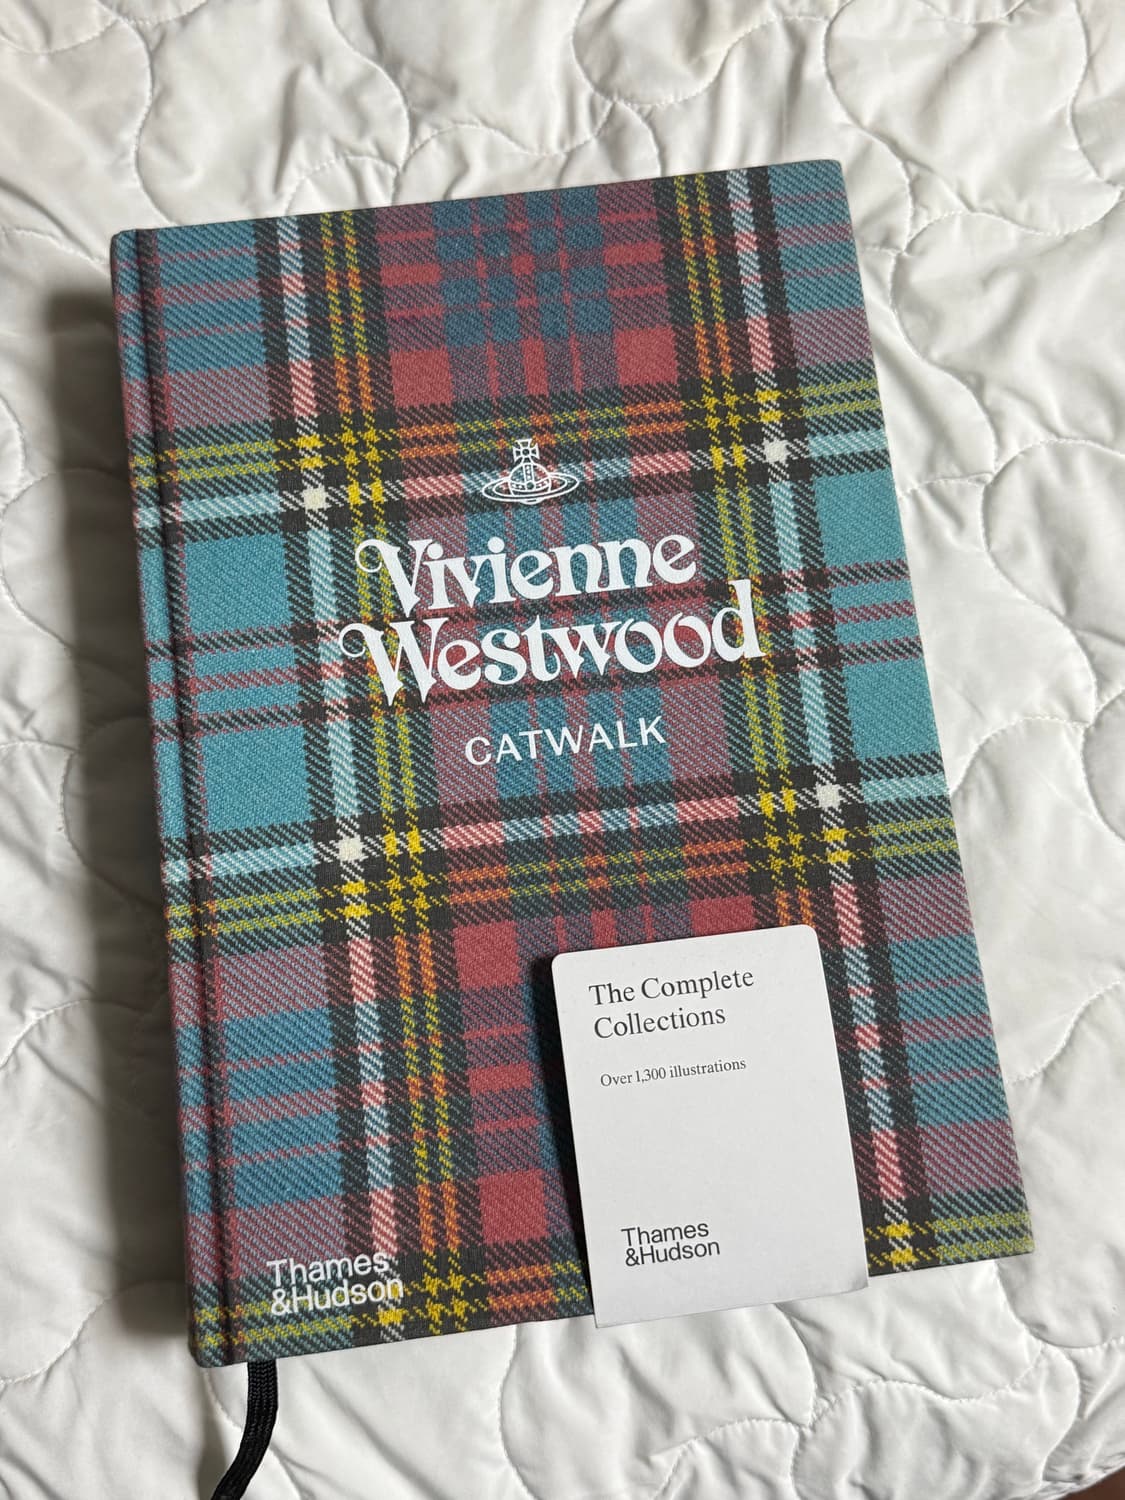 Vivienne
Westwood
CATWALK
The Complete
Collections
Over 1,300 illustrations
Thames
&Hudson
Thames
&Hudson